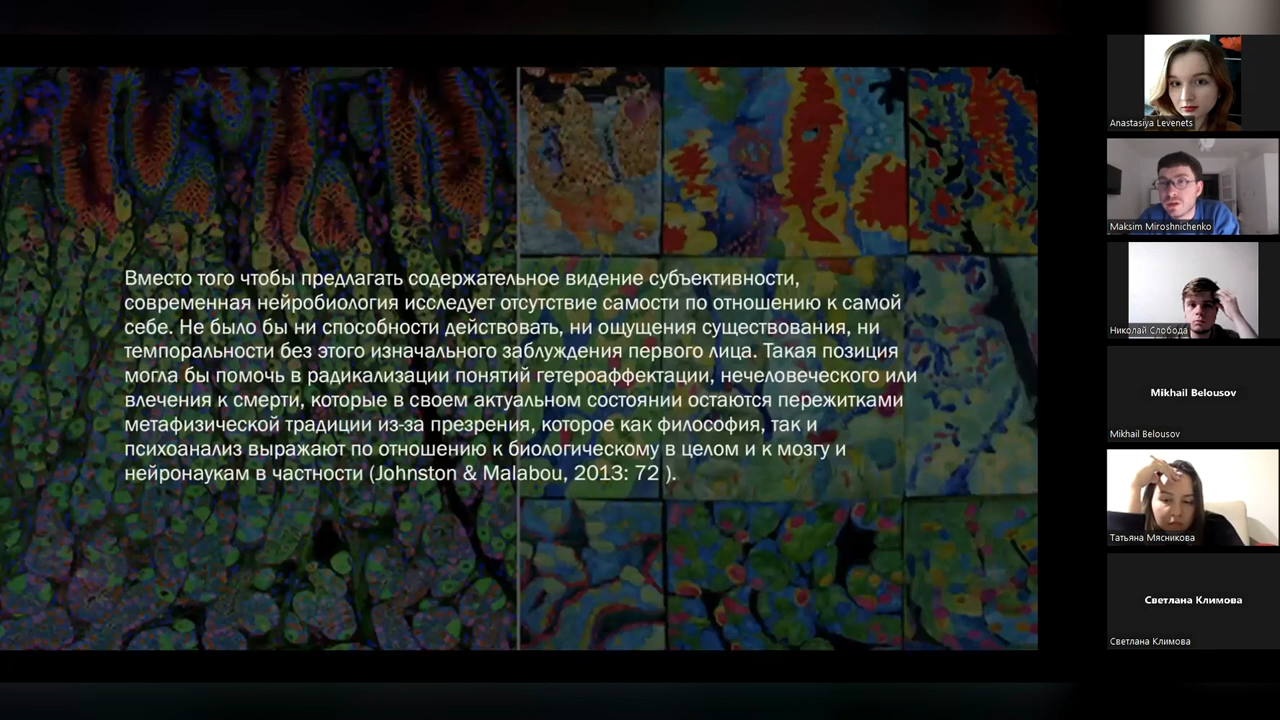 Вместо того чтобы предлагать содержательное видение субъективности,
современная нейробиология исследует отсутствие самости по отношению к самой
себе. Не было бы ни способности действовать, ни ощущения существования, ни
темпоральности без этого изначального заблуждения первого лица. Такая позиция
могла бы помочь в радикализации понятий гетероаффектации, нечеловеческого или
влечения к смерти, которые в своем актуальном состоянии остаются пережитками
метафизической традиции из-за презрения, которое как философия, так и
психоанализ выражают по отношению к биологическому в целом и к мозгу и
нейронаукам в частности (Johnston & Malabou, 2013: 72 ).
Anastasiya Levenets
Maksim Miroshnichenko
Николай Слобода
Mikhail Belousov
Mikhail Belousov
Татьяна Мясникова
Светлана Климова
Светлана Климова